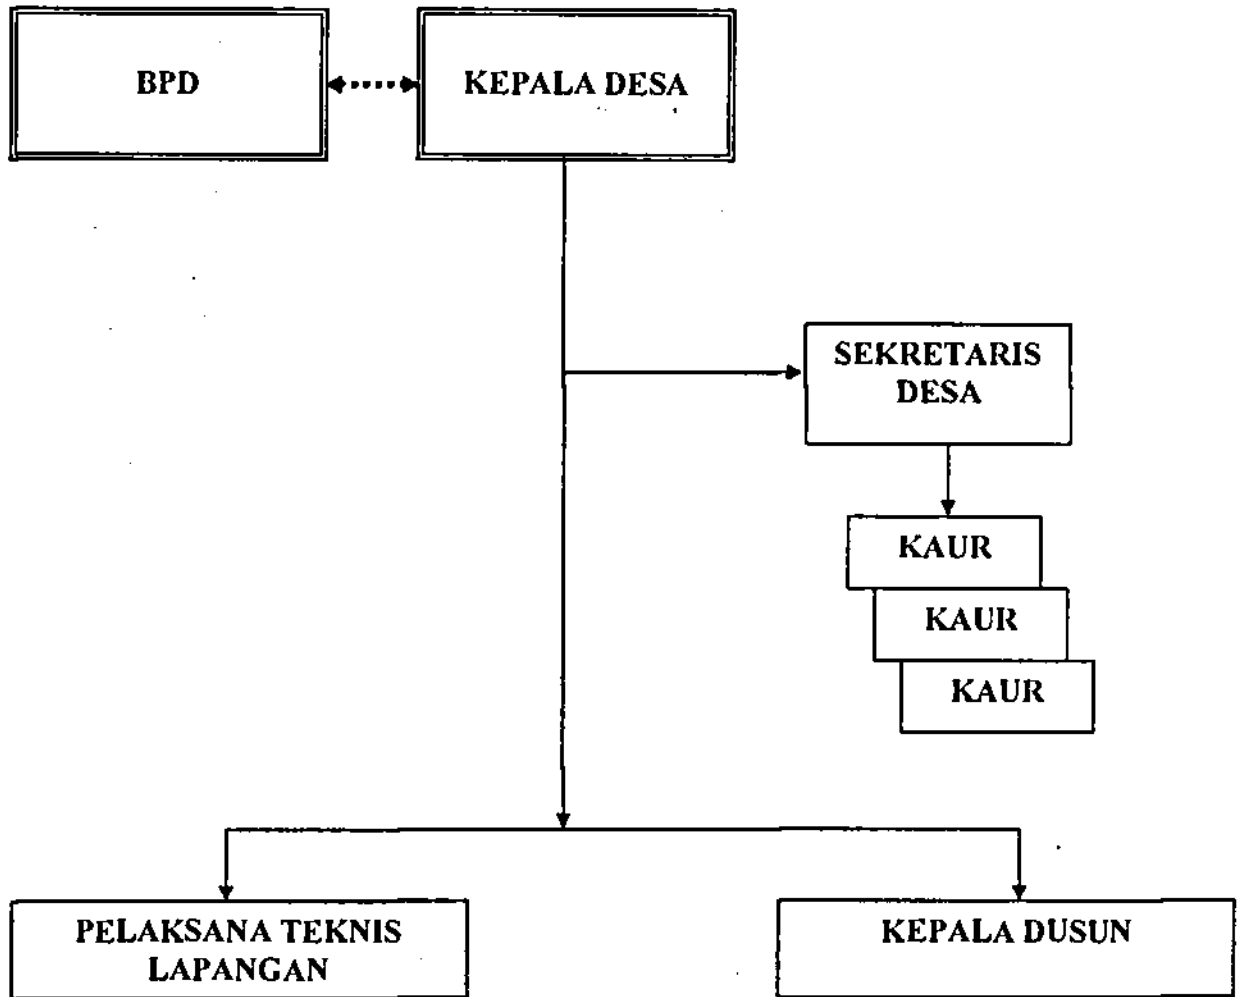 BPD
KEPALA DESA
SEKRETARIS
DESA
KAUR
KAUR
KAUR
PELAKSANA TEKNIS
LAPANGAN
KEPALA DUSUN